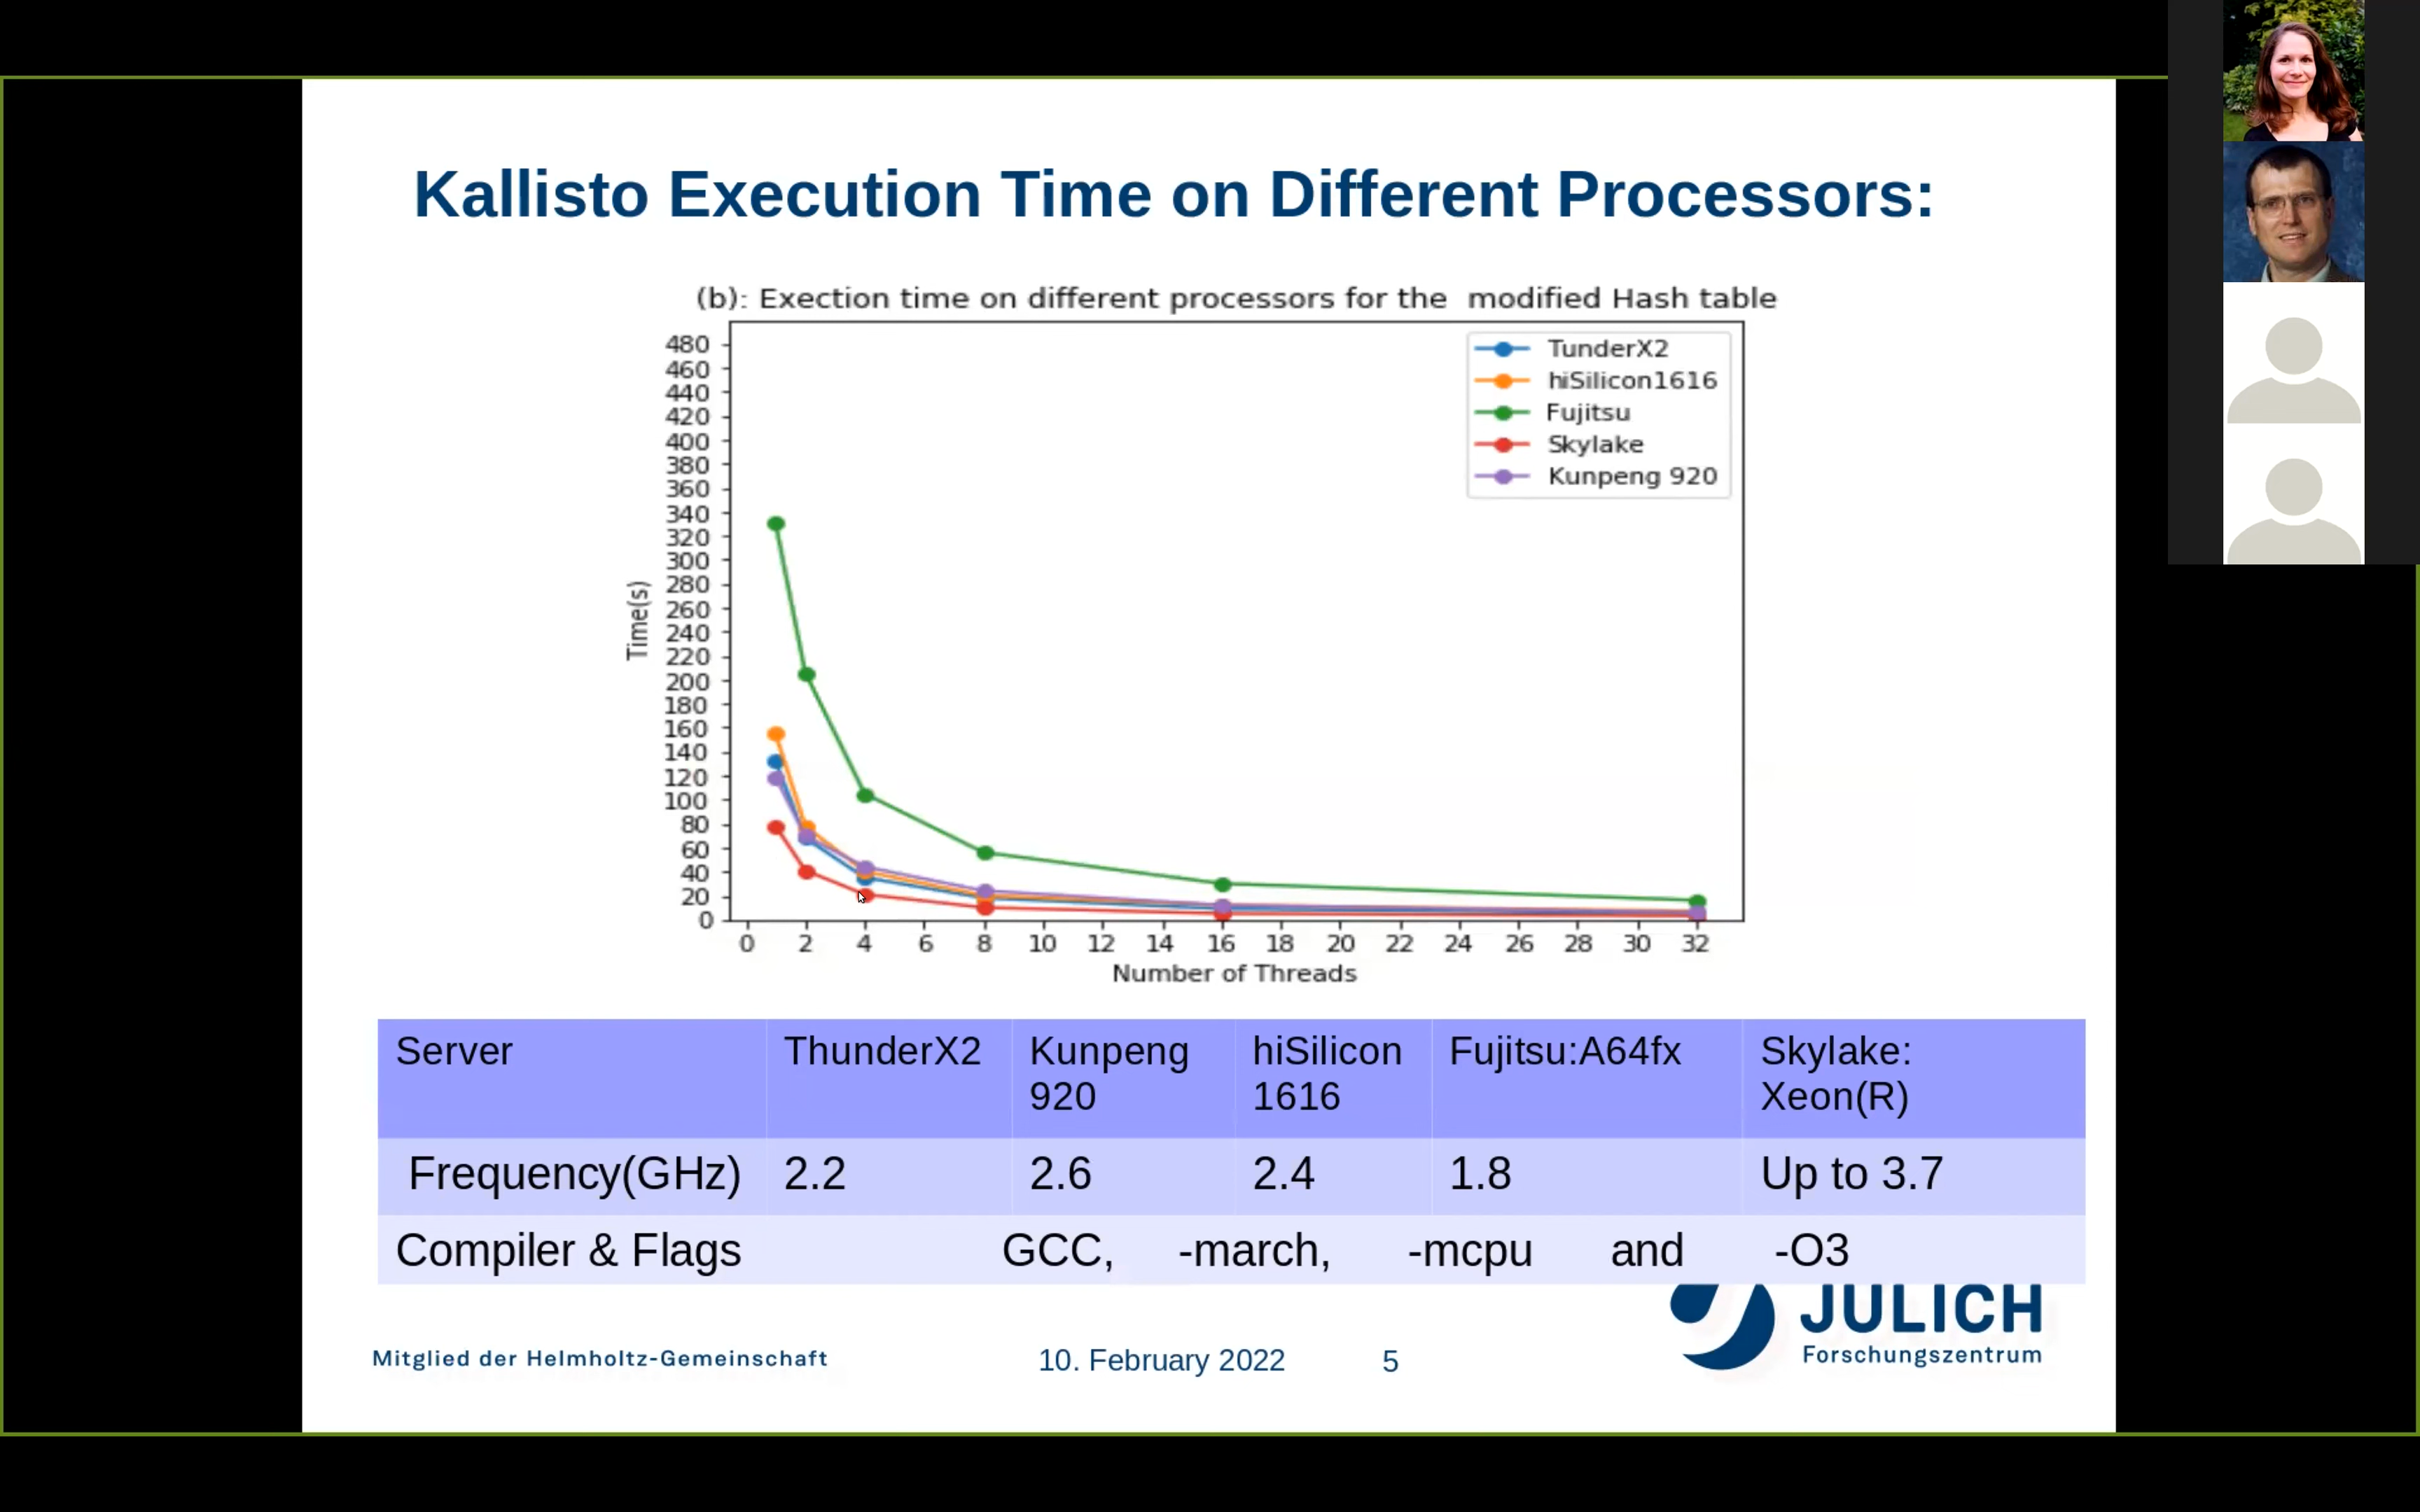 Kallisto Execution Time on Different Processors:
(b): Exection time on different processors for the modified Hash table
480
460
440
420
400
380
360
340
320
300
280
260
240
220
200
180
160
140
120
100
80
60
40
20
0
Time(s)
TunderX2
hiSilicon1616
Fujitsu
Skylake
Kunpeng 920
0 2 4 6 8 10 12 14 16 18 20 22 24 26 28 30 32
Number of Threads
Server ThunderX2 Kunpeng 920 hiSilicon 1616 Fujitsu:A64fx Skylake: Xeon(R)
Frequency(GHz) 2.2 2.6 2.4 1.8 Up to 3.7
Compiler & Flags GCC, -march, -mcpu and -O3
Mitglied der Helmholtz-Gemeinschaft
10. February 2022
5
JULICH
Forschungszentrum